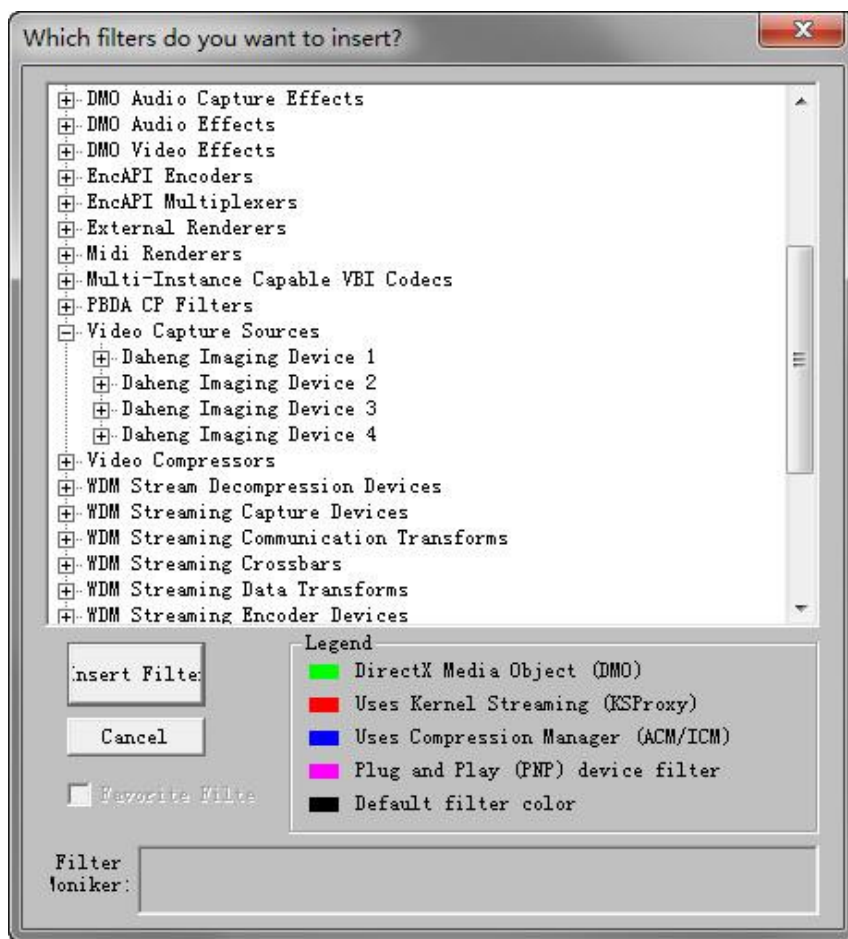 Which filters do you want to insert?
DMO Audio Capture Effects
DMO Audio Effects
DMO Video Effects
EncAPI Encoders
EncAPI Multiplexers
External Renderers
Midi Renderers
Multi-Instance Capable VBI Codecs
PBDA CP Filters
Video Capture Sources
Daheng Imaging Device 1
Daheng Imaging Device 2
Daheng Imaging Device 3
Daheng Imaging Device 4
Video Compressors
WDM Stream Decompression Devices
WDM Streaming Capture Devices
WDM Streaming Communication Transforms
WDM Streaming Crossbars
WDM Streaming Data Transforms
WDM Streaming Encoder Devices
Insert Filte
Cancel
Favorite Filte
Legend
DirectX Media Object (DMO)
Uses Kernel Streaming (KSProxy)
Uses Compression Manager (ACM/ICM)
Plug and Play (PNP) device filter
Default filter color
Filter
Moniker: